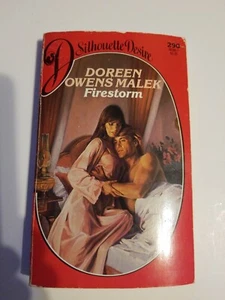 Silhouette Desire
DOREEN
OWENS MALEK
Firestorm